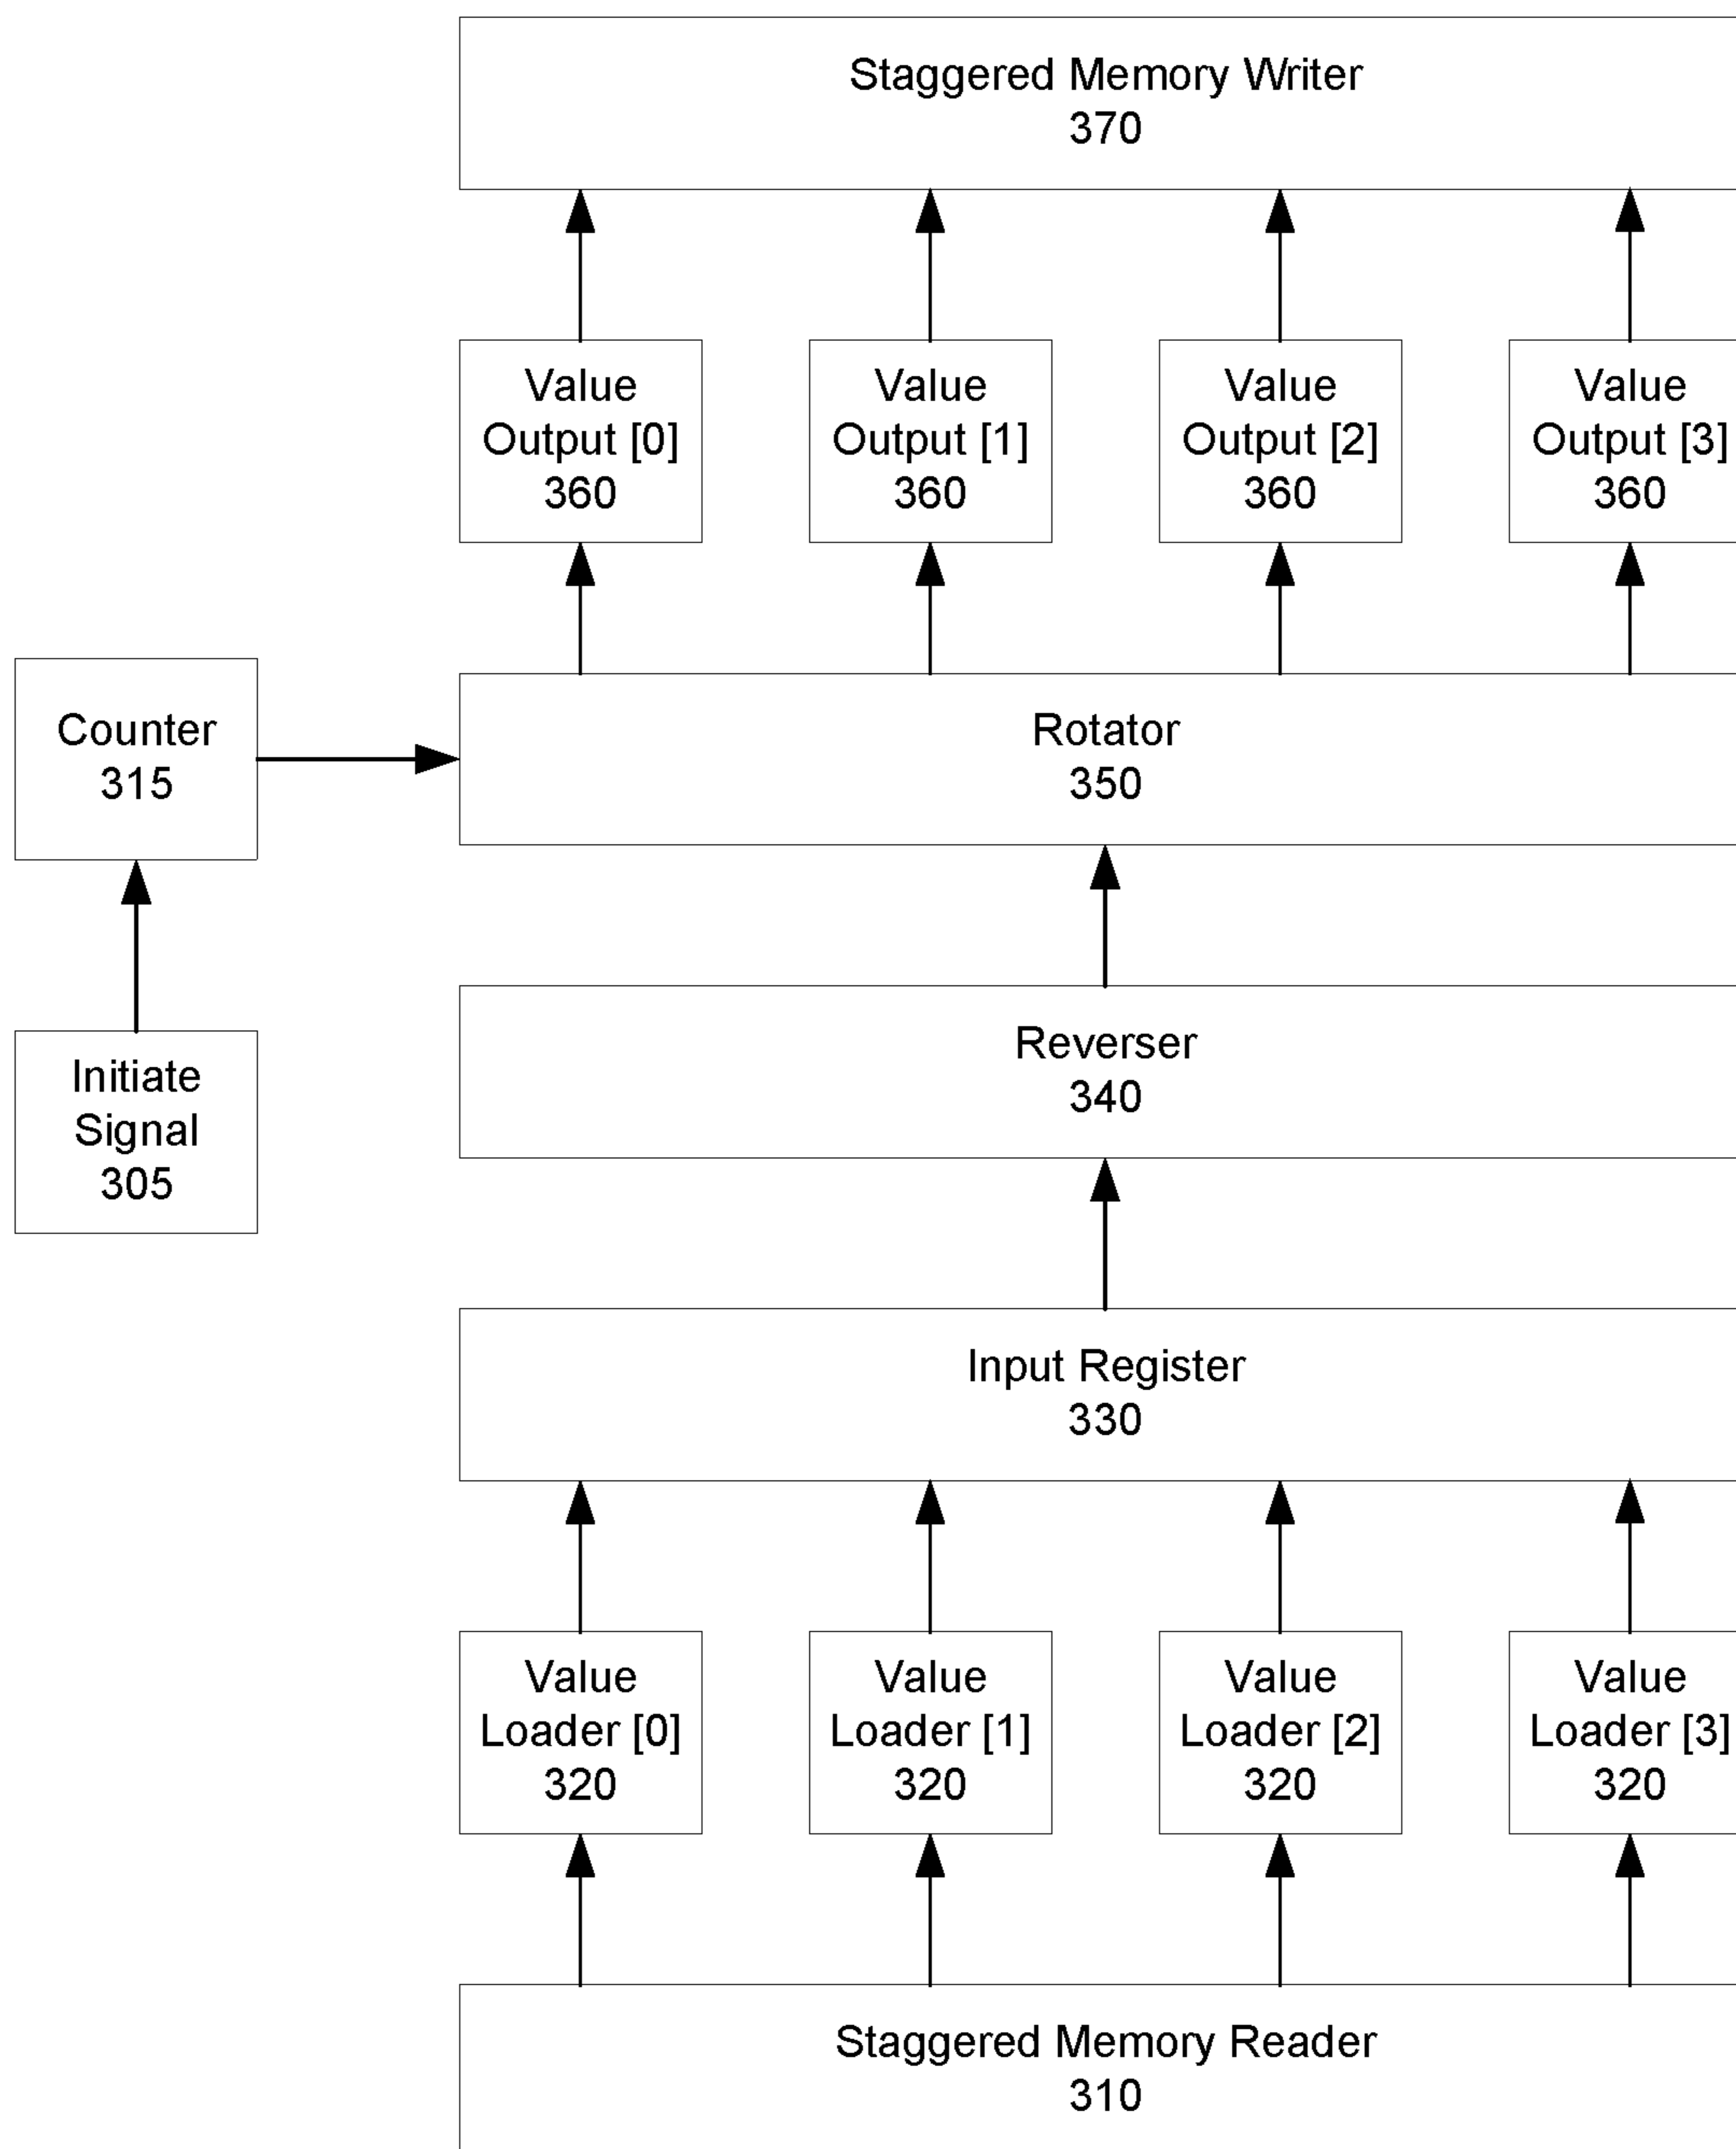 Staggered Memory Writer
370
Value
Output [0]
360
Value
Output [1]
360
Value
Output [2]
360
Value
Output [3]
360
Counter
315
Rotator
350
Initiate
Signal
305
Reverser
340
Input Register
330
Value
Loader [0]
320
Value
Loader [1]
320
Value
Loader [2]
320
Value
Loader [3]
320
Staggered Memory Reader
310